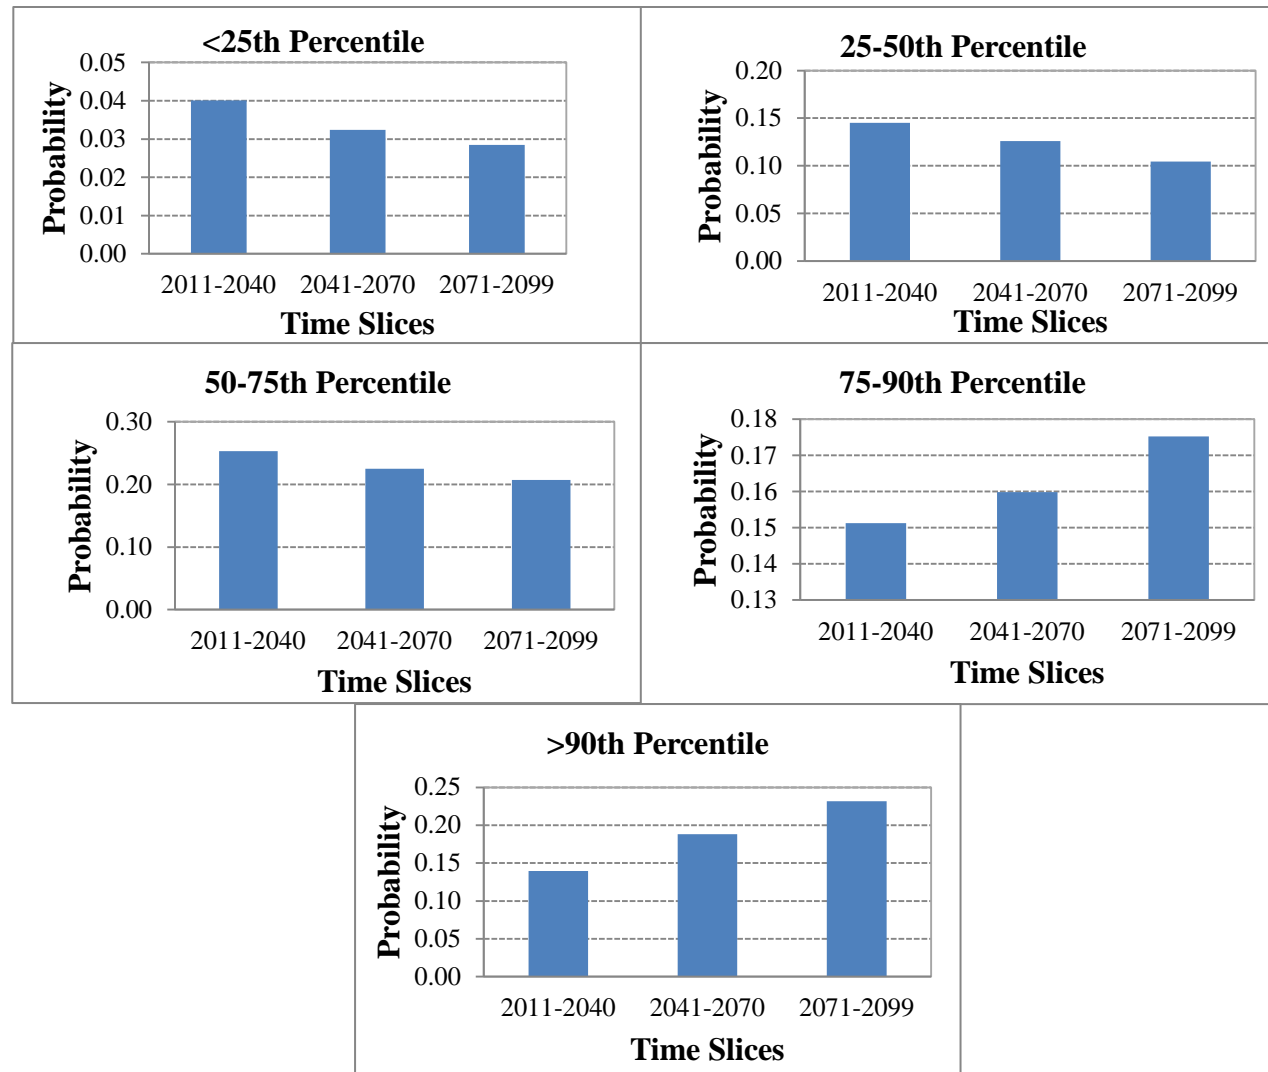 <25th Percentile
Probability
0.05
0.04
0.03
0.02
0.01
0.00
2011-2040 2041-2070 2071-2099
Time Slices
25-50th Percentile
Probability
0.20
0.15
0.10
0.05
0.00
2011-2040 2041-2070 2071-2099
Time Slices
50-75th Percentile
Probability
0.30
0.20
0.10
0.00
2011-2040 2041-2070 2071-2099
Time Slices
75-90th Percentile
Probability
0.18
0.17
0.16
0.15
0.14
0.13
2011-2040 2041-2070 2071-2099
Time Slices
>90th Percentile
Probability
0.25
0.20
0.15
0.10
0.05
0.00
2011-2040 2041-2070 2071-2099
Time Slices